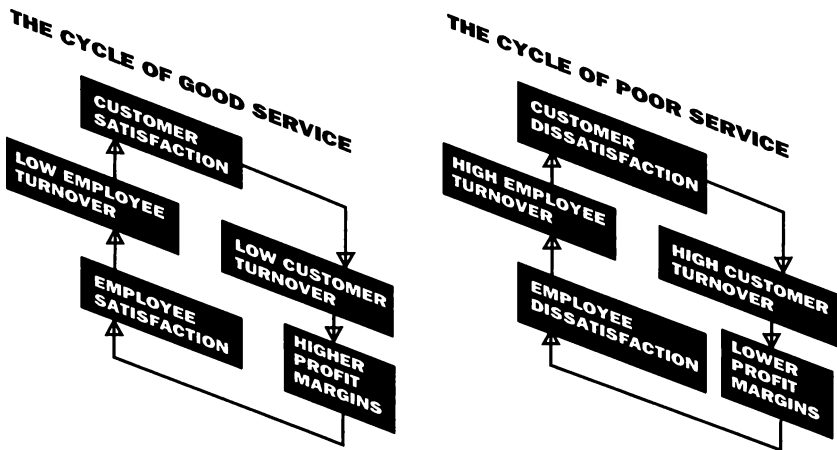 THE CYCLE OF GOOD SERVICE
CUSTOMER
SATISFACTION
LOW EMPLOYEE
TURNOVER
LOW CUSTOMER
TURNOVER
EMPLOYEE
SATISFACTION
HIGHER
PROFIT
MARGINS
THE CYCLE OF POOR SERVICE
CUSTOMER
DISSATISFACTION
HIGH EMPLOYEE
TURNOVER
HIGH CUSTOMER
TURNOVER
EMPLOYEE
DISSATISFACTION
LOWER
PROFIT
MARGINS